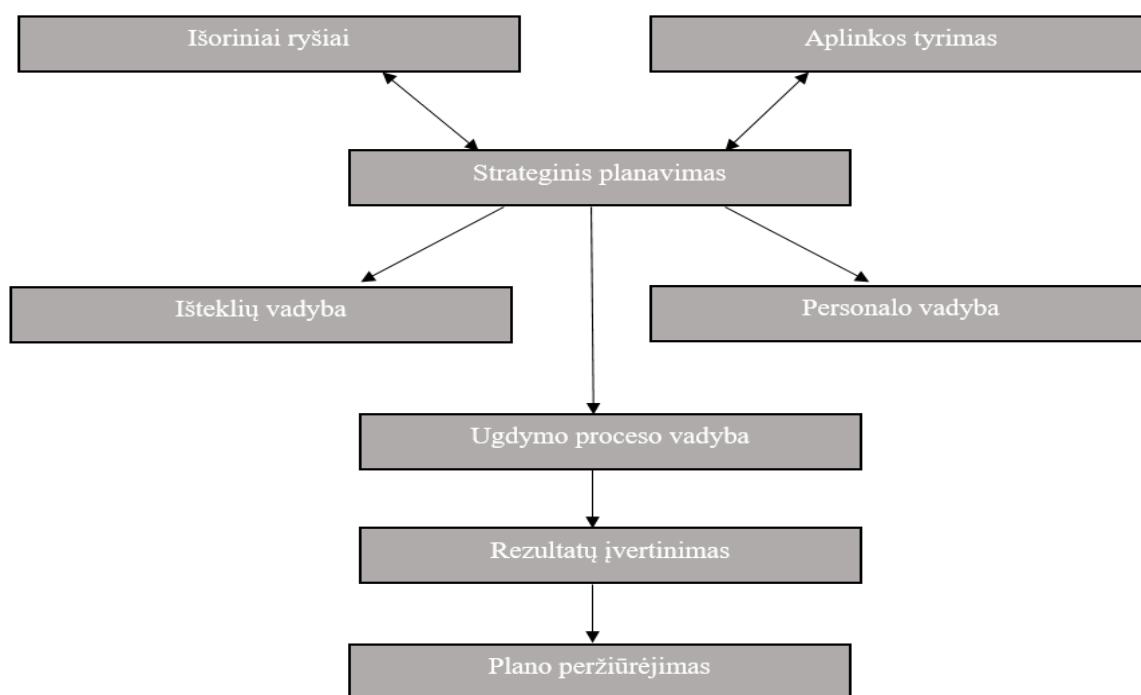 Išoriniai ryšiai
Aplinkos tyrimas
Strateginis planavimas
Išteklių vadyba
Personalo vadyba
Ugdymo proceso vadyba
Rezultatų įvertinimas
Plano peržiūrėjimas